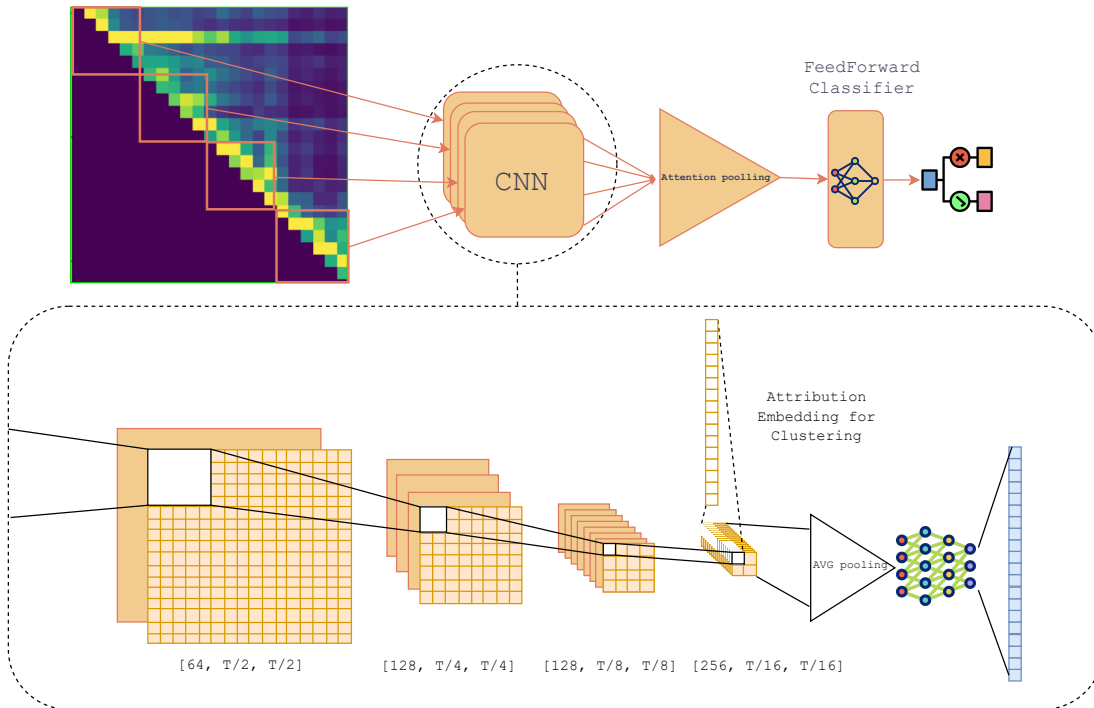 FeedForward
Classifier
CNN
Attention poolling
Attribution
Embedding for
Clustering
AVG pooling
[64, T/2, T/2]
[128, T/4, T/4]
[128, T/8, T/8]
[256, T/16, T/16]